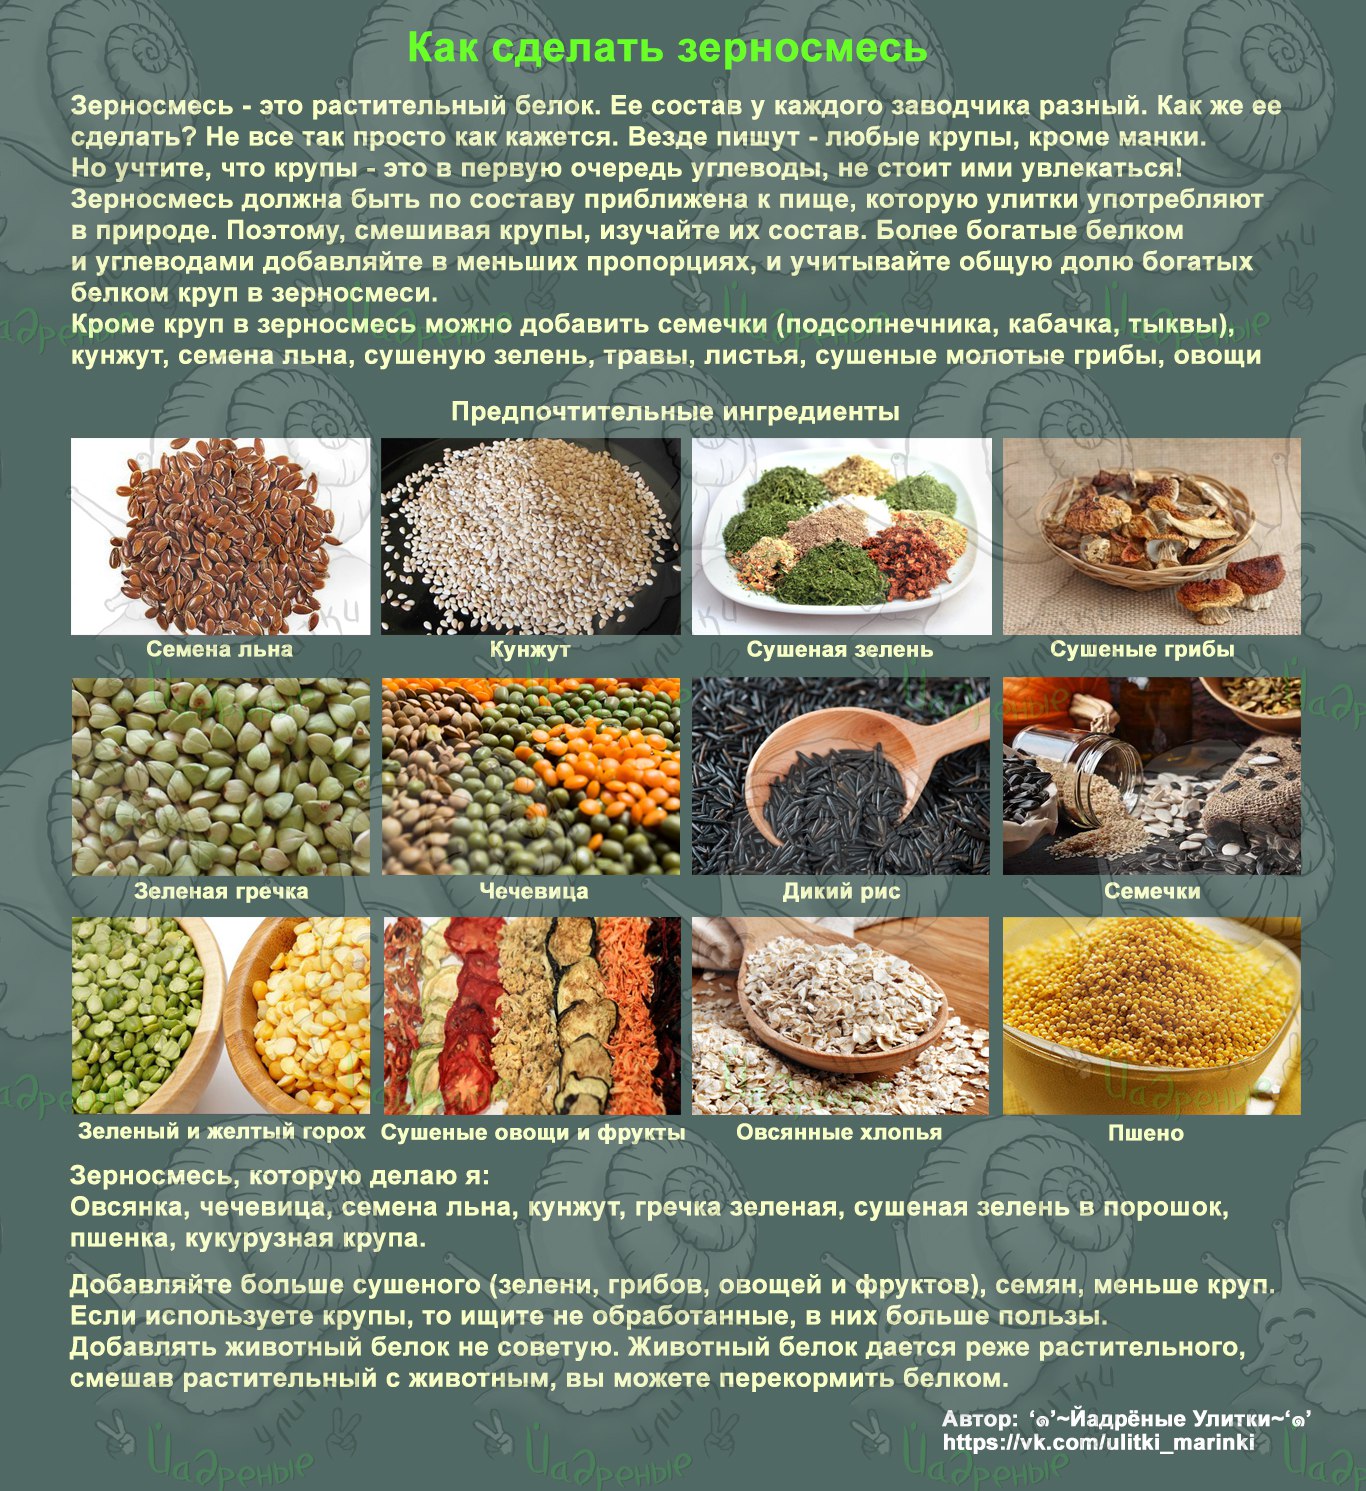 Как сделать зерносмесь
Зерносмесь - это растительный белок. Ее состав у каждого заводчика разный. Как же ее
сделать? Не все так просто как кажется. Везде пишут - любые крупы, кроме манки.
Но учтите, что крупы - это в первую очередь углеводы, не стоит ими увлекаться!
Зерносмесь должна быть по составу приближена к пище, которую улитки употребляют
в природе. Поэтому, смешивая крупы, изучайте их состав. Более богатые белком
и углеводами добавляйте в меньших пропорциях, и учитывайте общую долю богатых
белком круп в зерносмеси.
Кроме круп в зерносмесь можно добавить семечки (подсолнечника, кабачка, тыквы),
кунжут, семена льна, сушеную зелень, травы, листья, сушеные молотые грибы, овощи
Предпочтительные ингредиенты
Семена льна
Кунжут
Сушеная зелень
Сушеные грибы
Зеленая гречка
Чечевица
Дикий рис
Семечки
Зеленый и желтый горох
Сушеные овощи и фрукты
Овсянные хлопья
Пшено
Зерносмесь, которую делаю я:
Овсянка, чечевица, семена льна, кунжут, гречка зеленая, сушеная зелень в порошок,
пшенка, кукурузная крупа.
Добавляйте больше сушеного (зелени, грибов, овощей и фруктов), семян, меньше круп.
Если используете крупы, то ищите не обработанные, в них больше пользы.
Добавлять животный белок не советую. Животный белок дается реже растительного,
смешав растительный с животным, вы можете перекормить белком.
Автор: ‘๑’~Йадрёные Улитки~‘๑’
https://vk.com/ulitki_marinki
Йадреные улитки